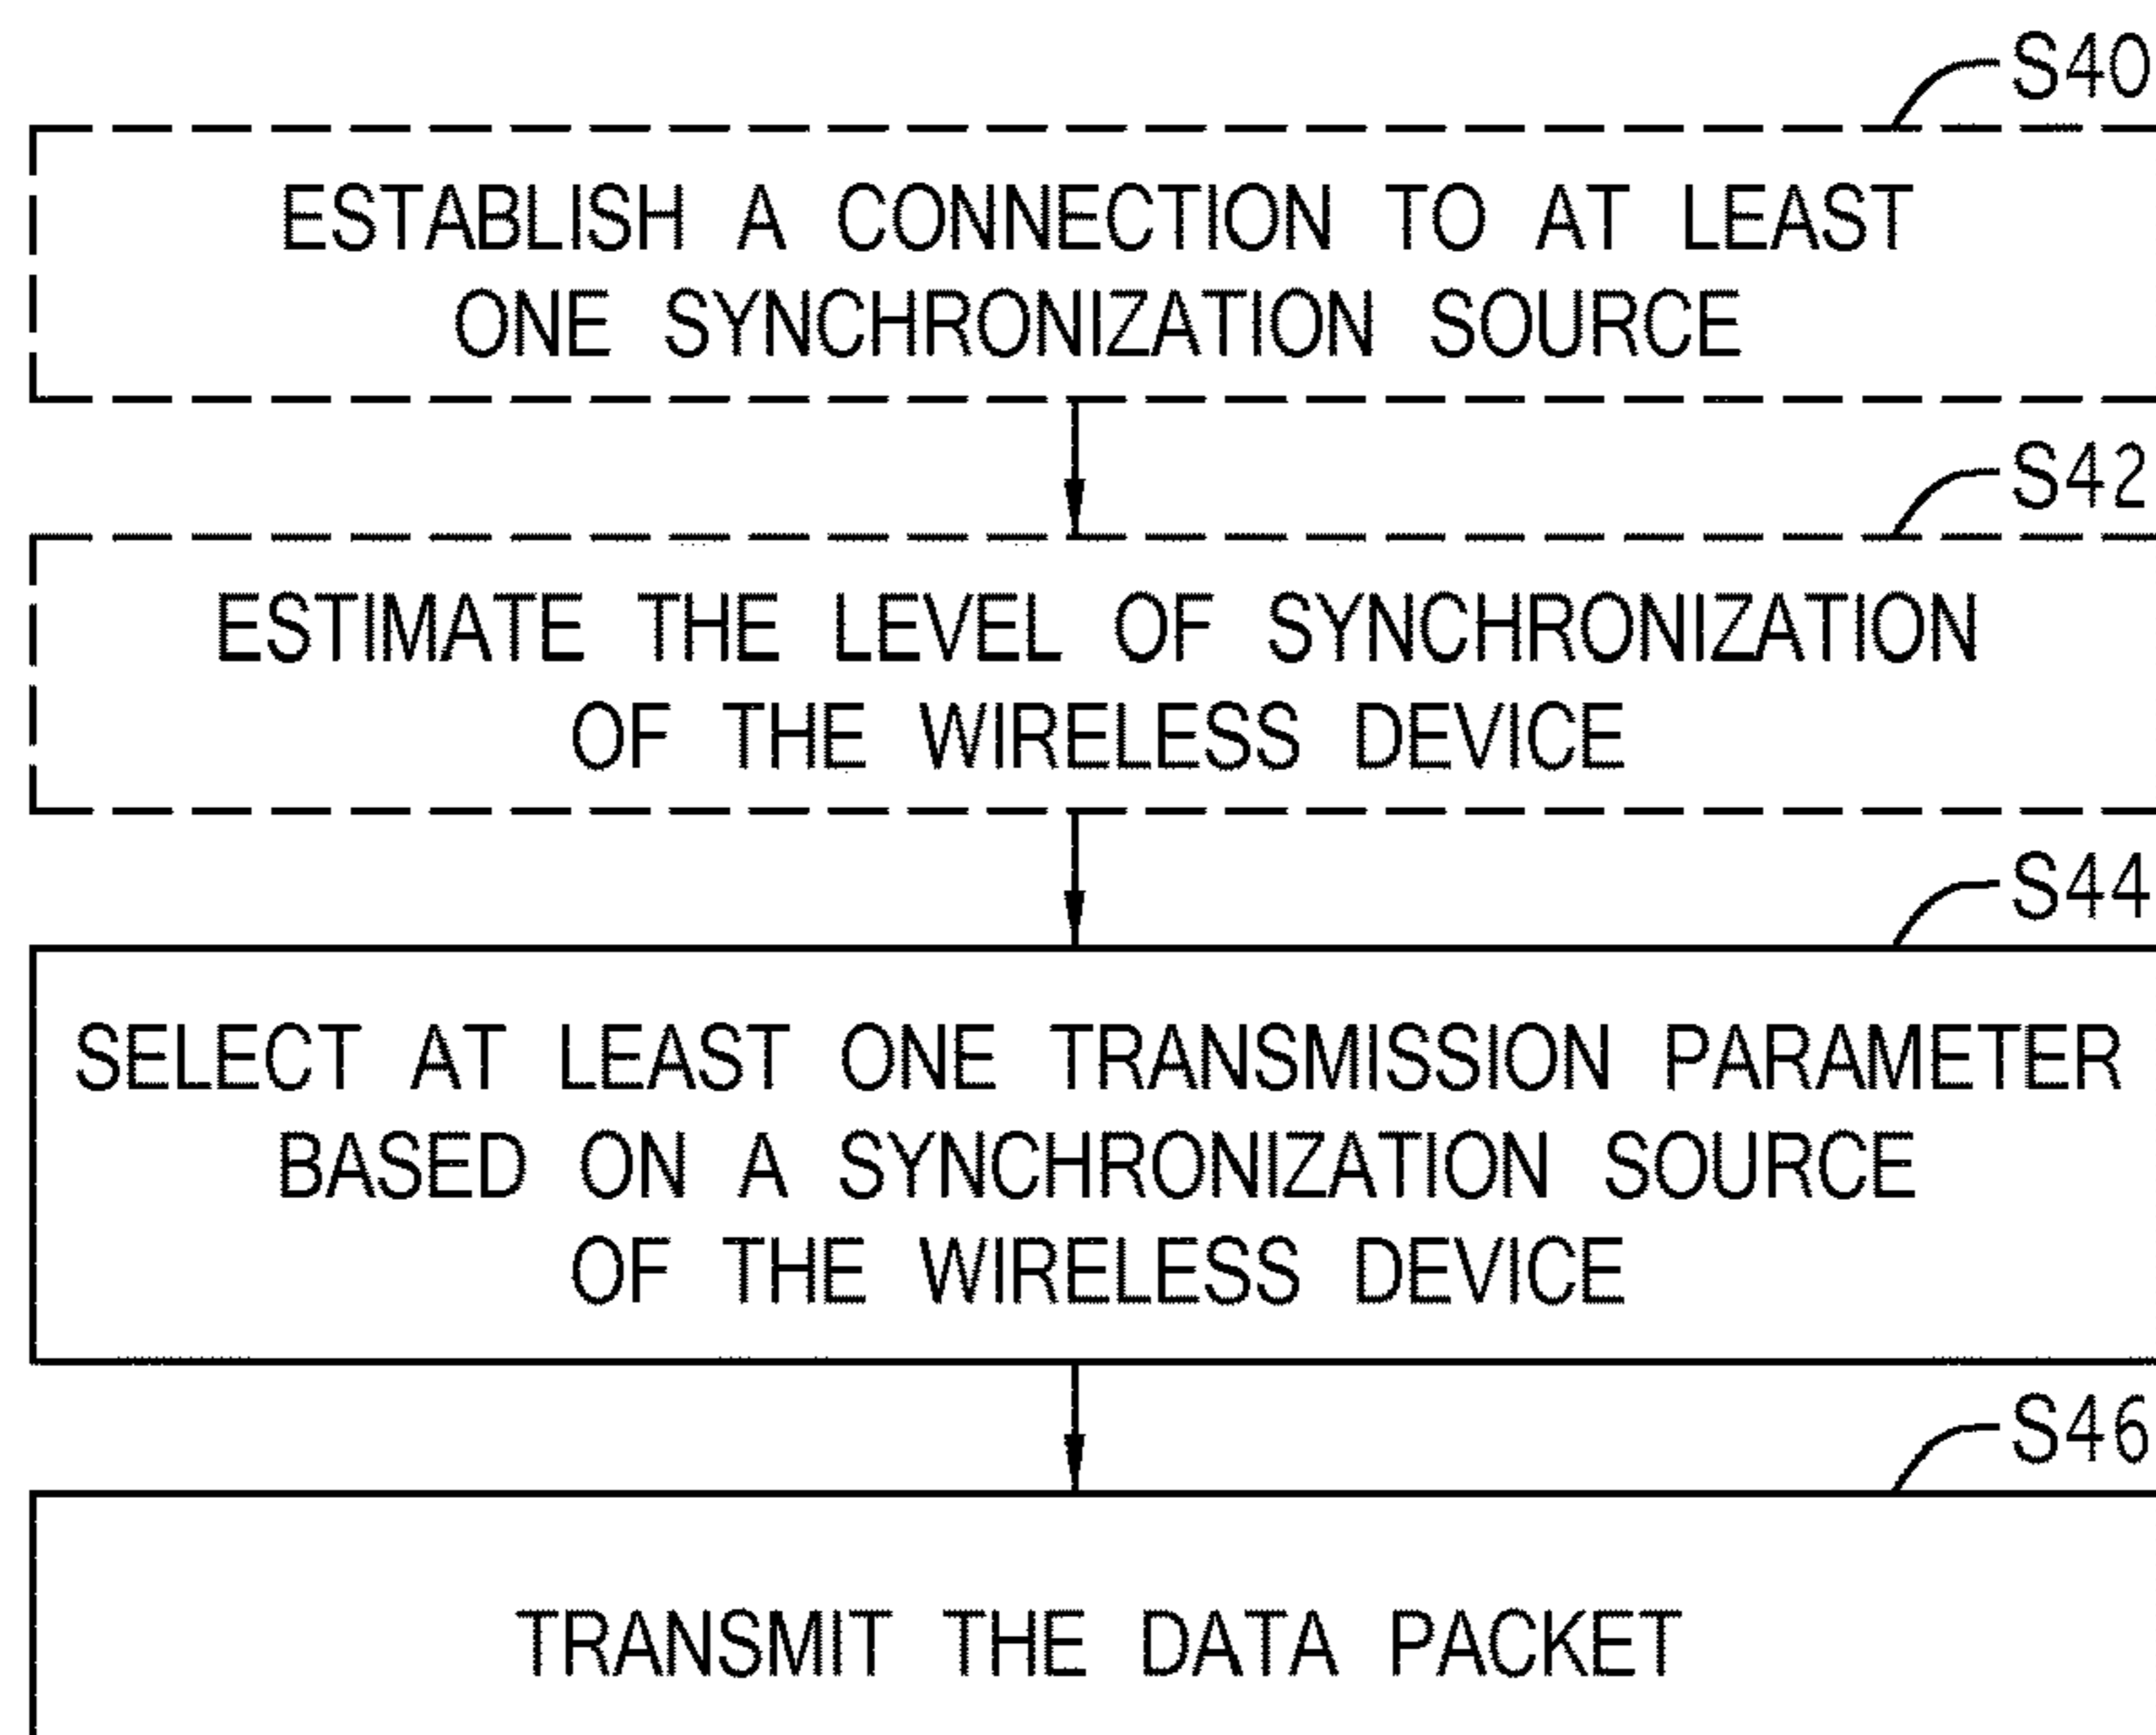 S40
ESTABLISH A CONNECTION TO AT LEAST
ONE SYNCHRONIZATION SOURCE
S42
ESTIMATE THE LEVEL OF SYNCHRONIZATION
OF THE WIRELESS DEVICE
S44
SELECT AT LEAST ONE TRANSMISSION PARAMETER
BASED ON A SYNCHRONIZATION SOURCE
OF THE WIRELESS DEVICE
S46
TRANSMIT THE DATA PACKET